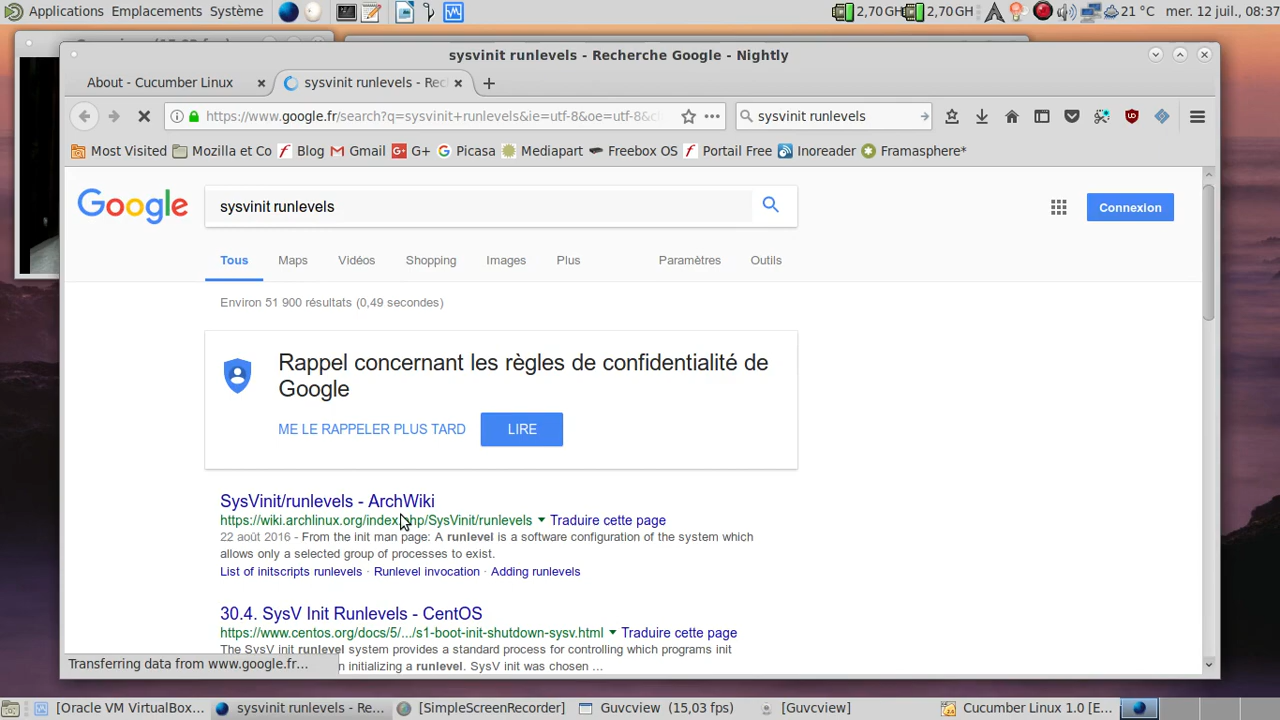 Applications Emplacements Système 2,70 GH 2,70 GH 21 °C mer. 12 juil., 08:37
sysvinit runlevels - Recherche Google - Nightly
About - Cucumber Linux sysvinit runlevels - Rec
https://www.google.fr/search?q=sysvinit+runlevels&ie=utf-8&oe=utf-8&c sysvinit runlevels
Most Visited Mozilla et Co Blog Gmail G+ Picasa Mediapart Freebox OS Portail Free Inoreader Framasphere*
Google sysvinit runlevels Connexion
Tous Maps Vidéos Shopping Images Plus Paramètres Outils
Environ 51 900 résultats (0,49 secondes)
Rappel concernant les règles de confidentialité de
Google
ME LE RAPPELER PLUS TARD LIRE
SysVinit/runlevels - ArchWiki
https://wiki.archlinux.org/index.php/SysVinit/runlevels Traduire cette page
22 août 2016 - From the init man page: A runlevel is a software configuration of the system which
allows only a selected group of processes to exist.
List of initscripts runlevels · Runlevel invocation · Adding runlevels
30.4. SysV Init Runlevels - CentOS
https://www.centos.org/docs/5/.../s1-boot-init-shutdown-sysv.html Traduire cette page
The SysV init runlevel system provides a standard process for controlling which programs init
Transferring data from www.google.fr... n initializing a runlevel. SysV init was chosen ...
[Oracle VM VirtualBox... sysvinit runlevels - Re... [SimpleScreenRecorder] Guvcview (15,03 fps) [Guvcview] Cucumber Linux 1.0 [E...